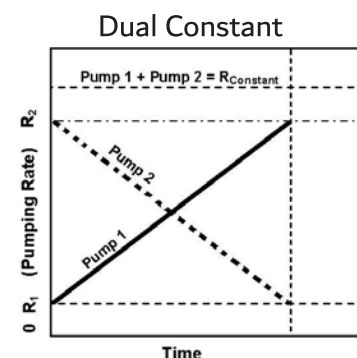 Dual Constant
Pump 1 + Pump 2 = RConstant
R2
Pump 2
(Pumping Rate)
Pump 1
R1
0
Time